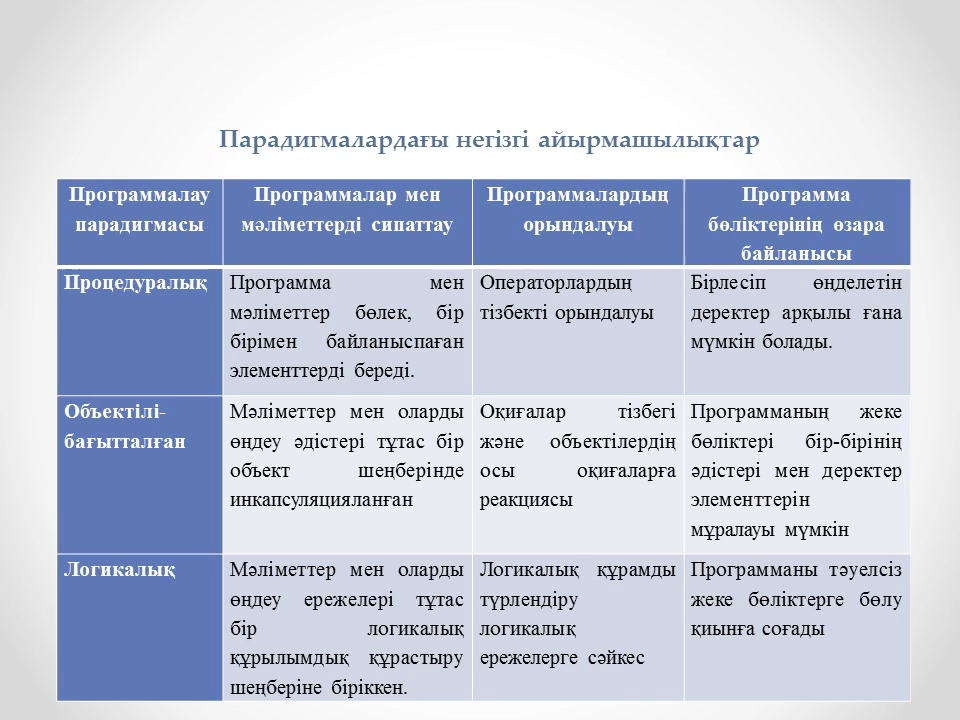 Парадигмалардағы негізгі айырмашылықтар
Программалау
парадигмасы
Программалар мен
мәліметтерді сипаттау
Программалардың
орындалуы
Программа
бөліктерінің өзара
байланысы
Процедуралық
Программа мен
мәліметтер бөлек, бір
бірімен байланыспаған
элементтерді береді.
Операторлардың
тізбекті орындалуы
Бірлесіп өңделетін
деректер арқылы ғана
мүмкін болады.
Объектілі-
бағытталған
Мәліметтер мен оларды
өңдеу әдістері тұтас бір
объект шеңберінде
инкапсуляцияланған
Оқиғалар тізбегі
және объектілердің
осы оқиғаларға
реакциясы
Программаның жеке
бөліктері бір-бірінің
әдістері мен деректер
элементтерін
мұралауы мүмкін
Логикалық
Мәліметтер мен оларды
өңдеу ережелері тұтас
бір логикалық
құрылымдық құрастыру
шеңберіне біріккен.
Логикалық құрамды
түрлендіру
логикалық
ережелерге сәйкес
Программаны тәуелсіз
жеке бөліктерге бөлу
қиынға соғады